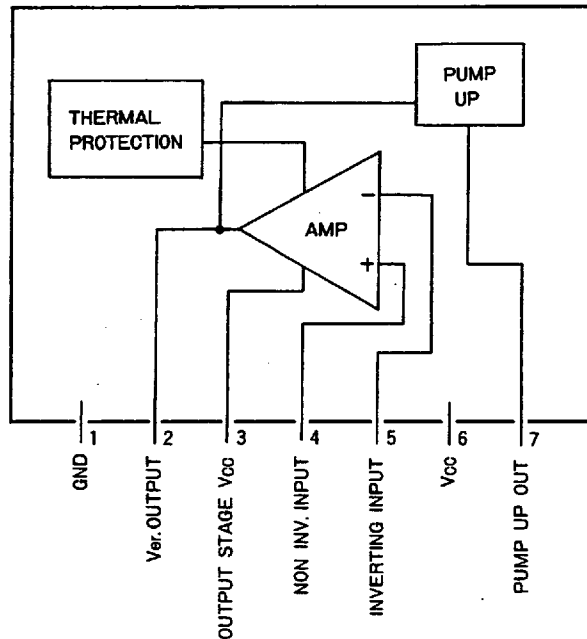 PUMP
UP
THERMAL
PROTECTION
AMP
−
+
1
2
3
4
5
6
7
GND
Ver. OUTPUT
OUTPUT STAGE Vcc
NON INV. INPUT
INVERTING INPUT
Vcc
PUMP UP OUT